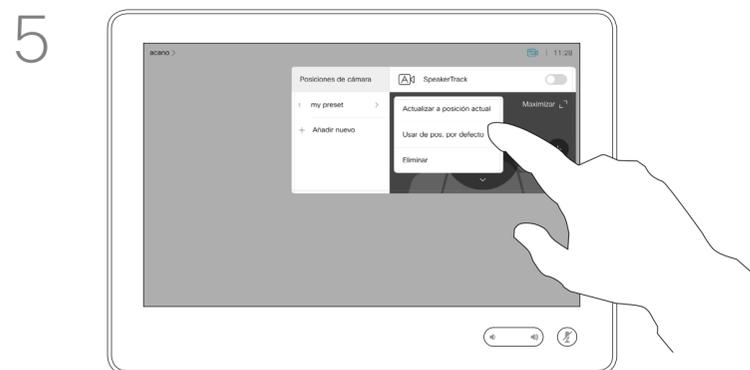 5
acano >
11:28
Posiciones de cámara
SpeakerTrack
my preset
Actualizar a posición actual
Maximizar
Añadir nuevo
Usar de pos. por defecto
Eliminar